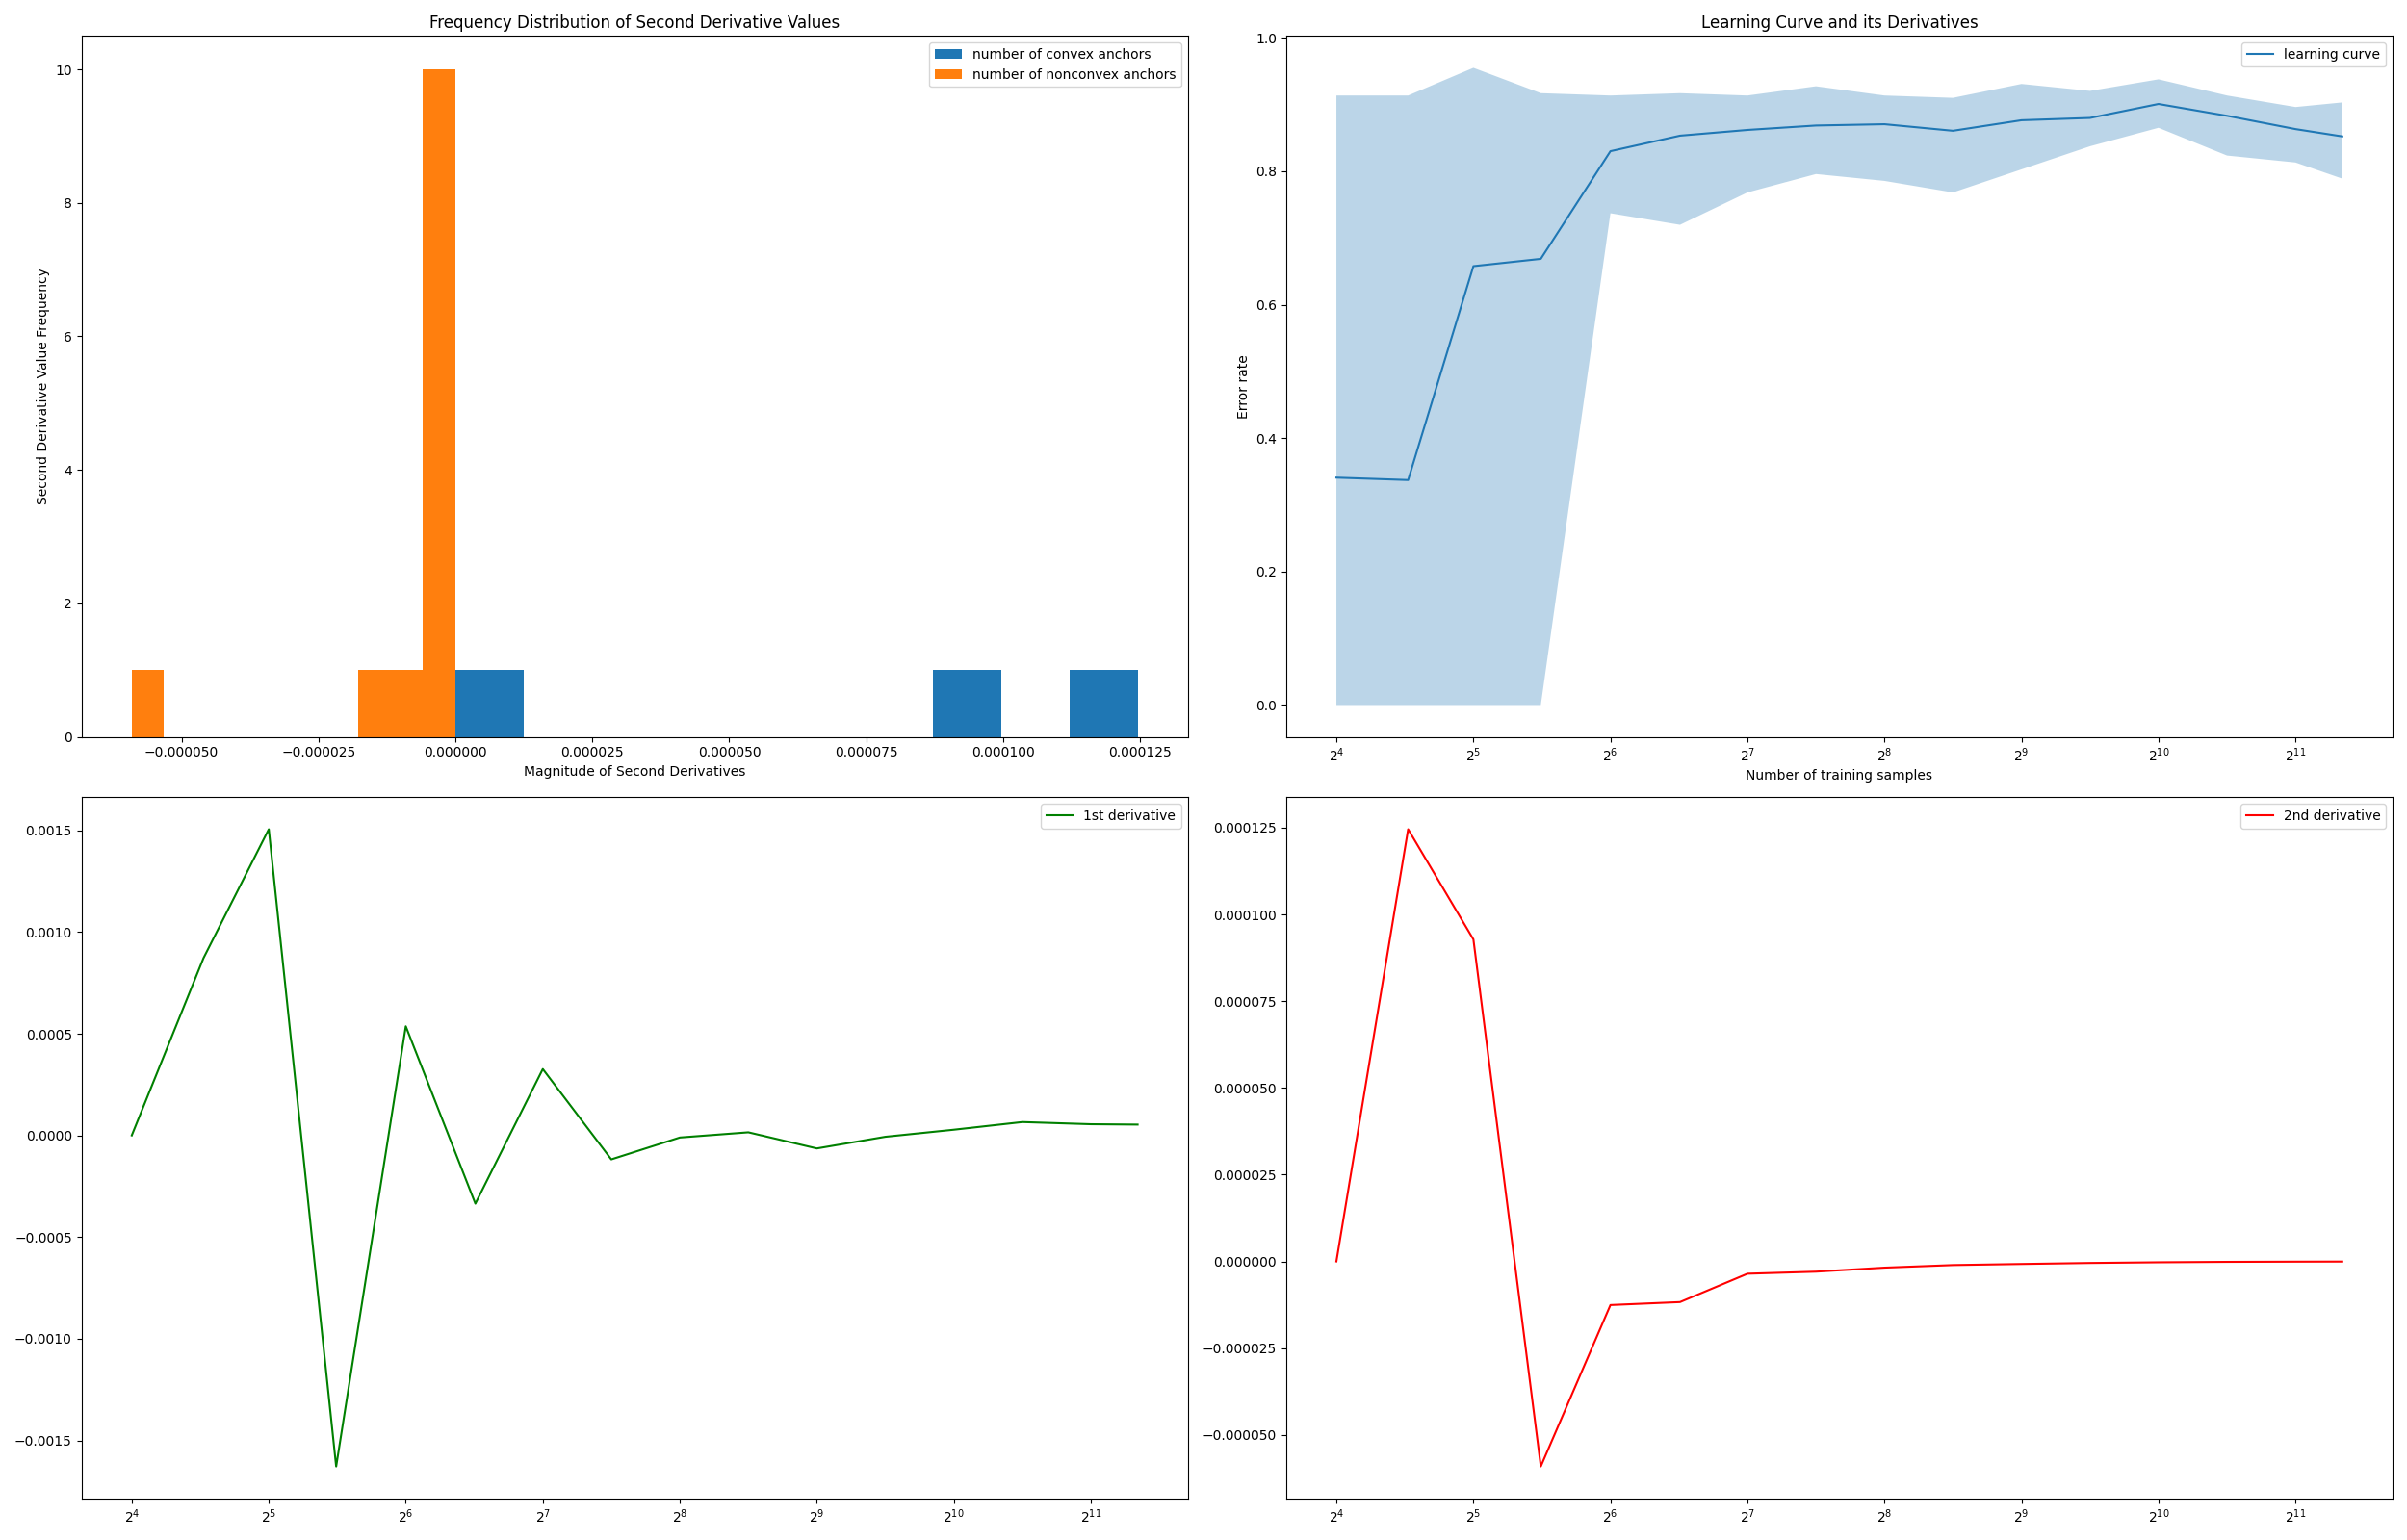 Frequency Distribution of Second Derivative Values
number of convex anchors
number of nonconvex anchors
Second Derivative Value Frequency
10
8
6
4
2
0
−0.000050 −0.000025 0.000000 0.000025 0.000050 0.000075 0.000100 0.000125
Magnitude of Second Derivatives
Learning Curve and its Derivatives
learning curve
Error rate
1.0
0.8
0.6
0.4
0.2
0.0
2⁴ 2⁵ 2⁶ 2⁷ 2⁸ 2⁹ 2¹⁰ 2¹¹
Number of training samples
1st derivative
0.0015
0.0010
0.0005
0.0000
−0.0005
−0.0010
−0.0015
2⁴ 2⁵ 2⁶ 2⁷ 2⁸ 2⁹ 2¹⁰ 2¹¹
2nd derivative
0.000125
0.000100
0.000075
0.000050
0.000025
0.000000
−0.000025
−0.000050
2⁴ 2⁵ 2⁶ 2⁷ 2⁸ 2⁹ 2¹⁰ 2¹¹